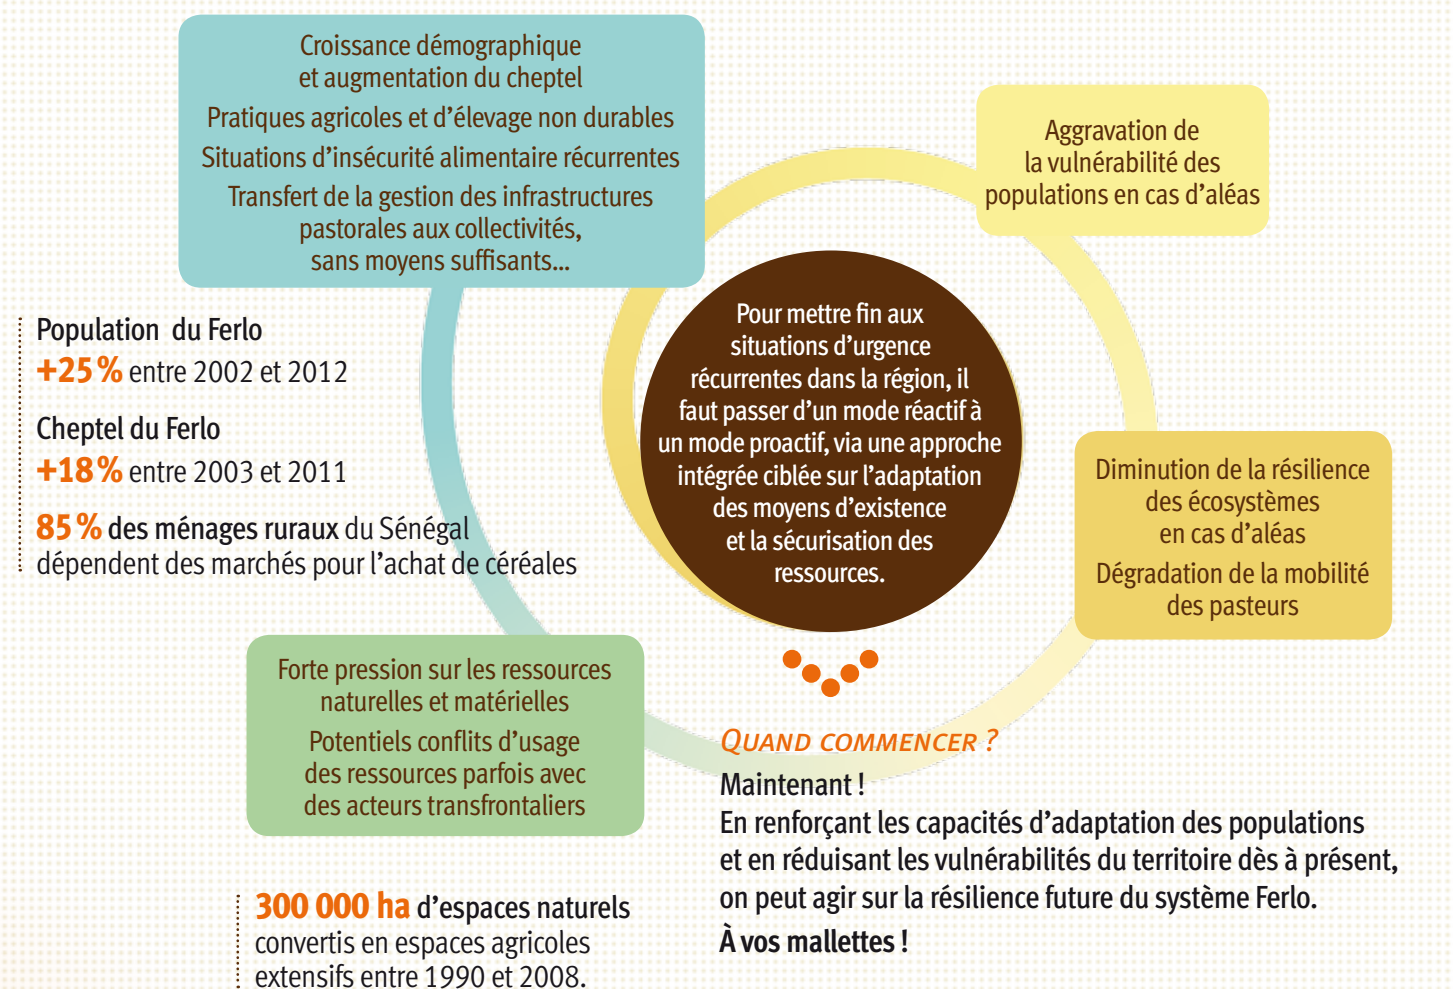 Croissance démographique
et augmentation du cheptel
Pratiques agricoles et d’élevage non durables
Situations d’insécurité alimentaire récurrentes
Transfert de la gestion des infrastructures
pastorales aux collectivités,
sans moyens suffisants...
Aggravation de
la vulnérabilité des
populations en cas d’aléas
Pour mettre fin aux
situations d’urgence
récurrentes dans la région, il
faut passer d’un mode réactif à
un mode proactif, via une approche
intégrée ciblée sur l’adaptation
des moyens d’existence
et la sécurisation des
ressources.
Population du Ferlo
+25 % entre 2002 et 2012
Cheptel du Ferlo
+18 % entre 2003 et 2011
85 % des ménages ruraux du Sénégal
dépendent des marchés pour l’achat de céréales
Diminution de la résilience
des écosystèmes
en cas d’aléas
Dégradation de la mobilité
des pasteurs
Forte pression sur les ressources
naturelles et matérielles
Potentiels conflits d’usage
des ressources parfois avec
des acteurs transfrontaliers
300 000 ha d’espaces naturels
convertis en espaces agricoles
extensifs entre 1990 et 2008.
QUAND COMMENCER ?
Maintenant !
En renforçant les capacités d’adaptation des populations
et en réduisant les vulnérabilités du territoire dès à présent,
on peut agir sur la résilience future du système Ferlo.
À vos mallettes !